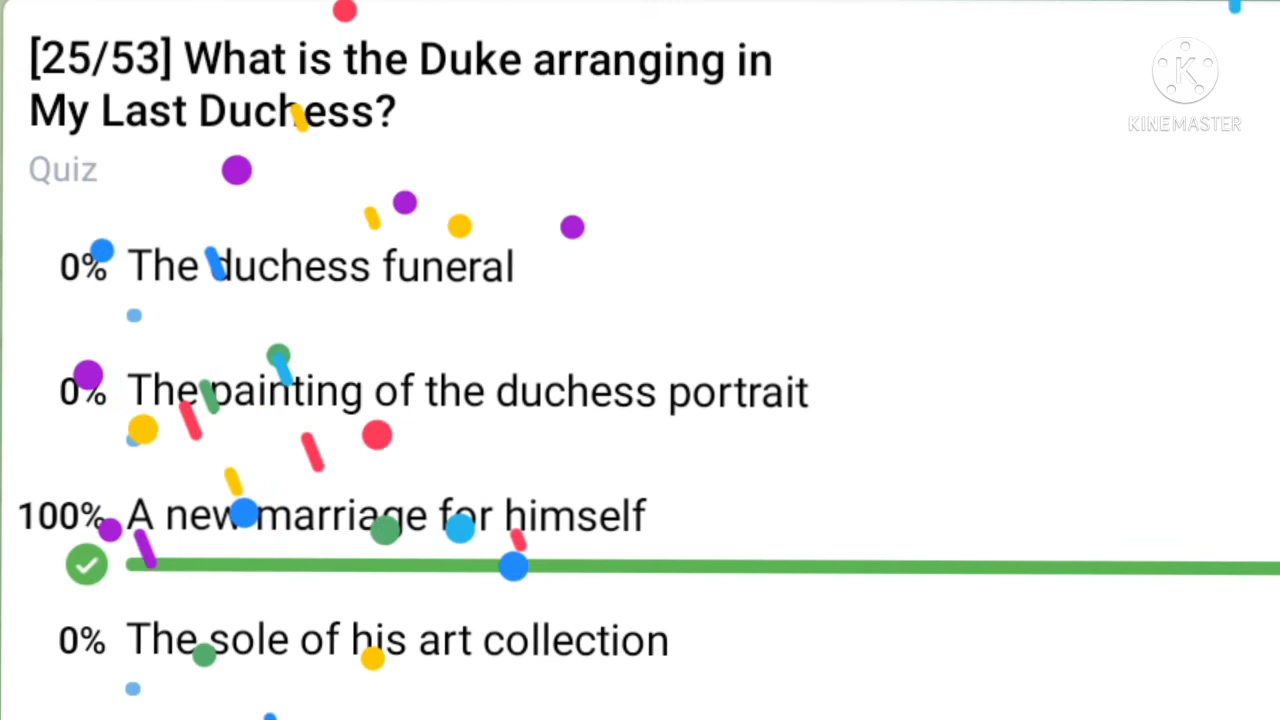 [25/53] What is the Duke arranging in
My Last Duchess?
Quiz
0% The duchess funeral
0% The painting of the duchess portrait
100% A new marriage for himself
0% The sole of his art collection
K
KINEMASTER